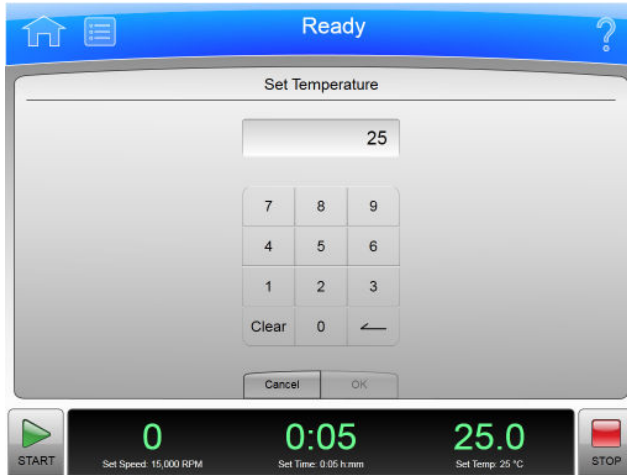 Ready
?
Set Temperature
25
7 8 9
4 5 6
1 2 3
Clear 0
Cancel OK
START
0 0:05 25.0
Set Speed: 15,000 RPM Set Time: 0:05 h:mm Set Temp: 25 °C
STOP